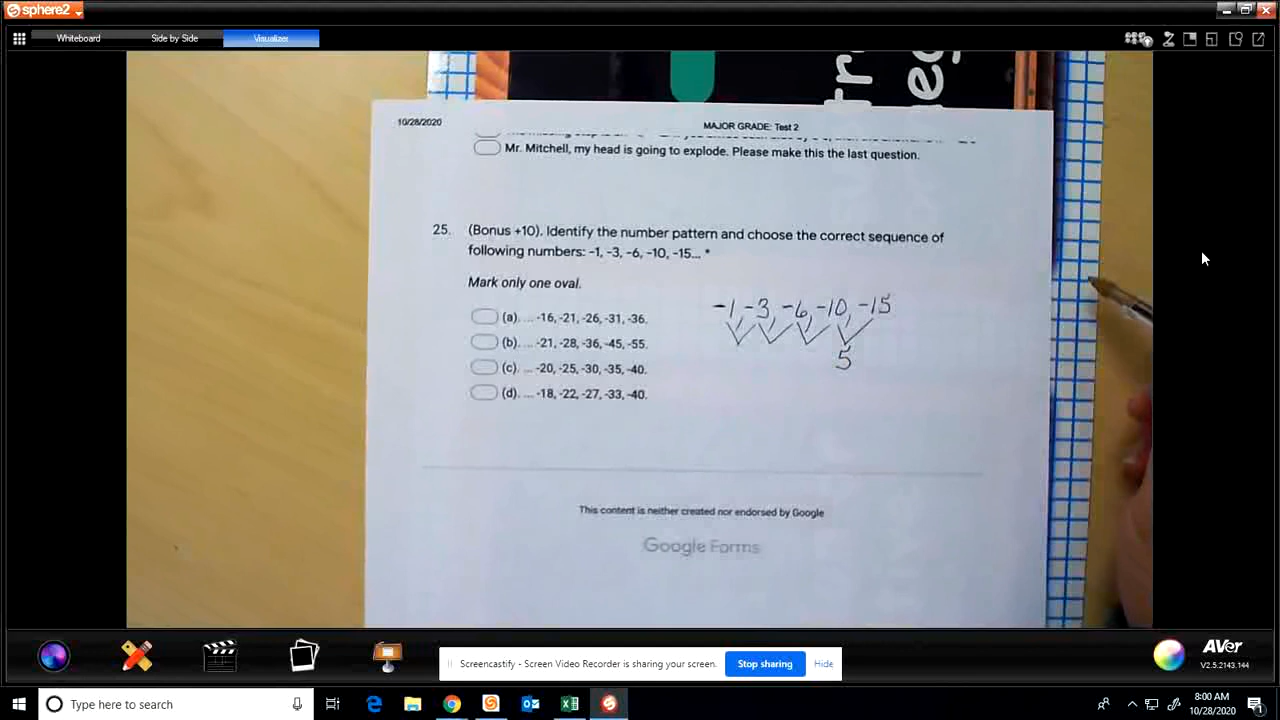 sphere2
Whiteboard
Side by Side
Visualizer
10/28/2020
MAJOR GRADE: Test 2
Mr. Mitchell, my head is going to explode. Please make this the last question.
25. (Bonus +10). Identify the number pattern and choose the correct sequence of
following numbers: -1, -3, -6, -10, -15... *
Mark only one oval.
-1, -3, -6, -10, -15
5
(a). ... -16, -21, -26, -31, -36.
(b). ... -21, -28, -36, -45, -55.
(c). ... -20, -25, -30, -35, -40.
(d). ... -18, -22, -27, -33, -40.
This content is neither created nor endorsed by Google
Google Forms
Screencastify - Screen Video Recorder is sharing your screen.
Stop sharing
Hide
AVer
V2.5.2143.144
Type here to search
8:00 AM
10/28/2020